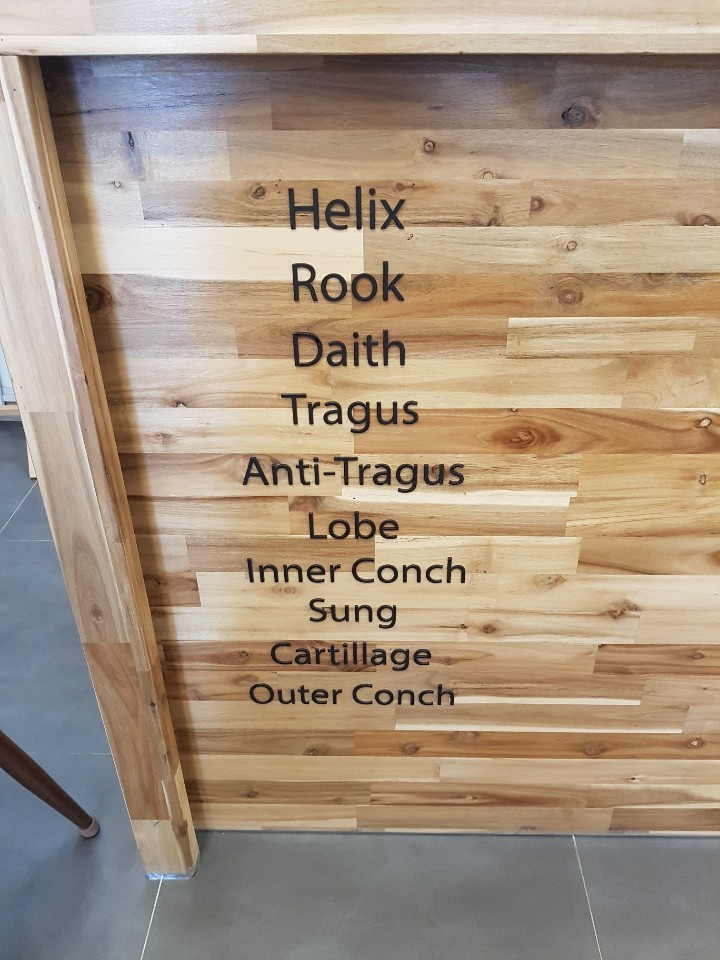 Helix
Rook
Daith
Tragus
Anti-Tragus
Lobe
Inner Conch
Sung
Cartillage
Outer Conch